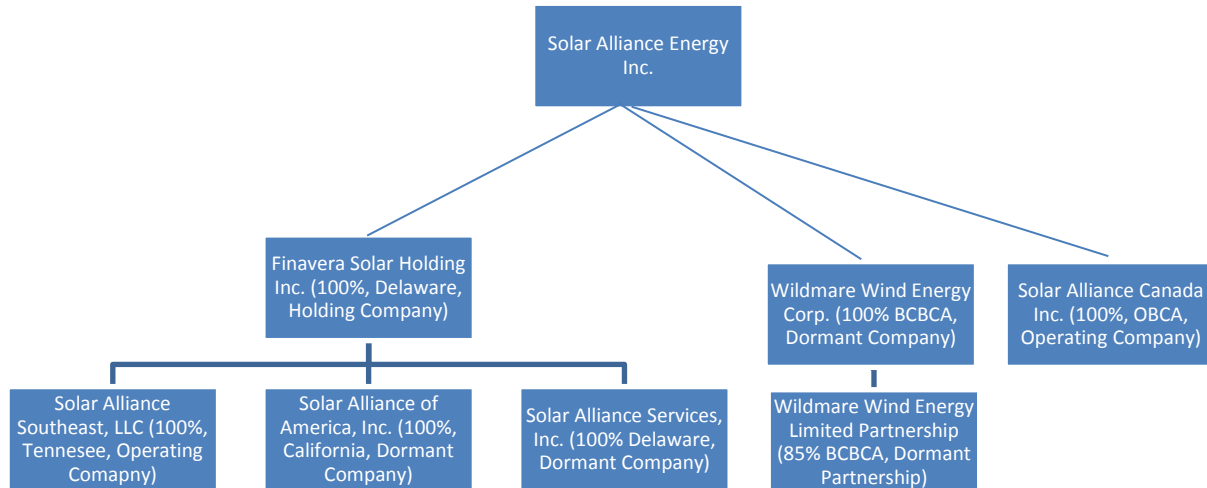 Solar Alliance Energy
Inc.
Finavera Solar Holding
Inc. (100%, Delaware,
Holding Company)
Wildmare Wind Energy
Corp. (100% BCBCA,
Dormant Company)
Solar Alliance Canada
Inc. (100%, OBCA,
Operating Company)
Solar Alliance
Southeast, LLC (100%,
Tennessee, Operating
Comapny)
Solar Alliance of
America, Inc. (100%,
California, Dormant
Company)
Solar Alliance Services,
Inc. (100% Delaware,
Dormant Company)
Wildmare Wind Energy
Limited Partnership
(85% BCBCA, Dormant
Partnership)